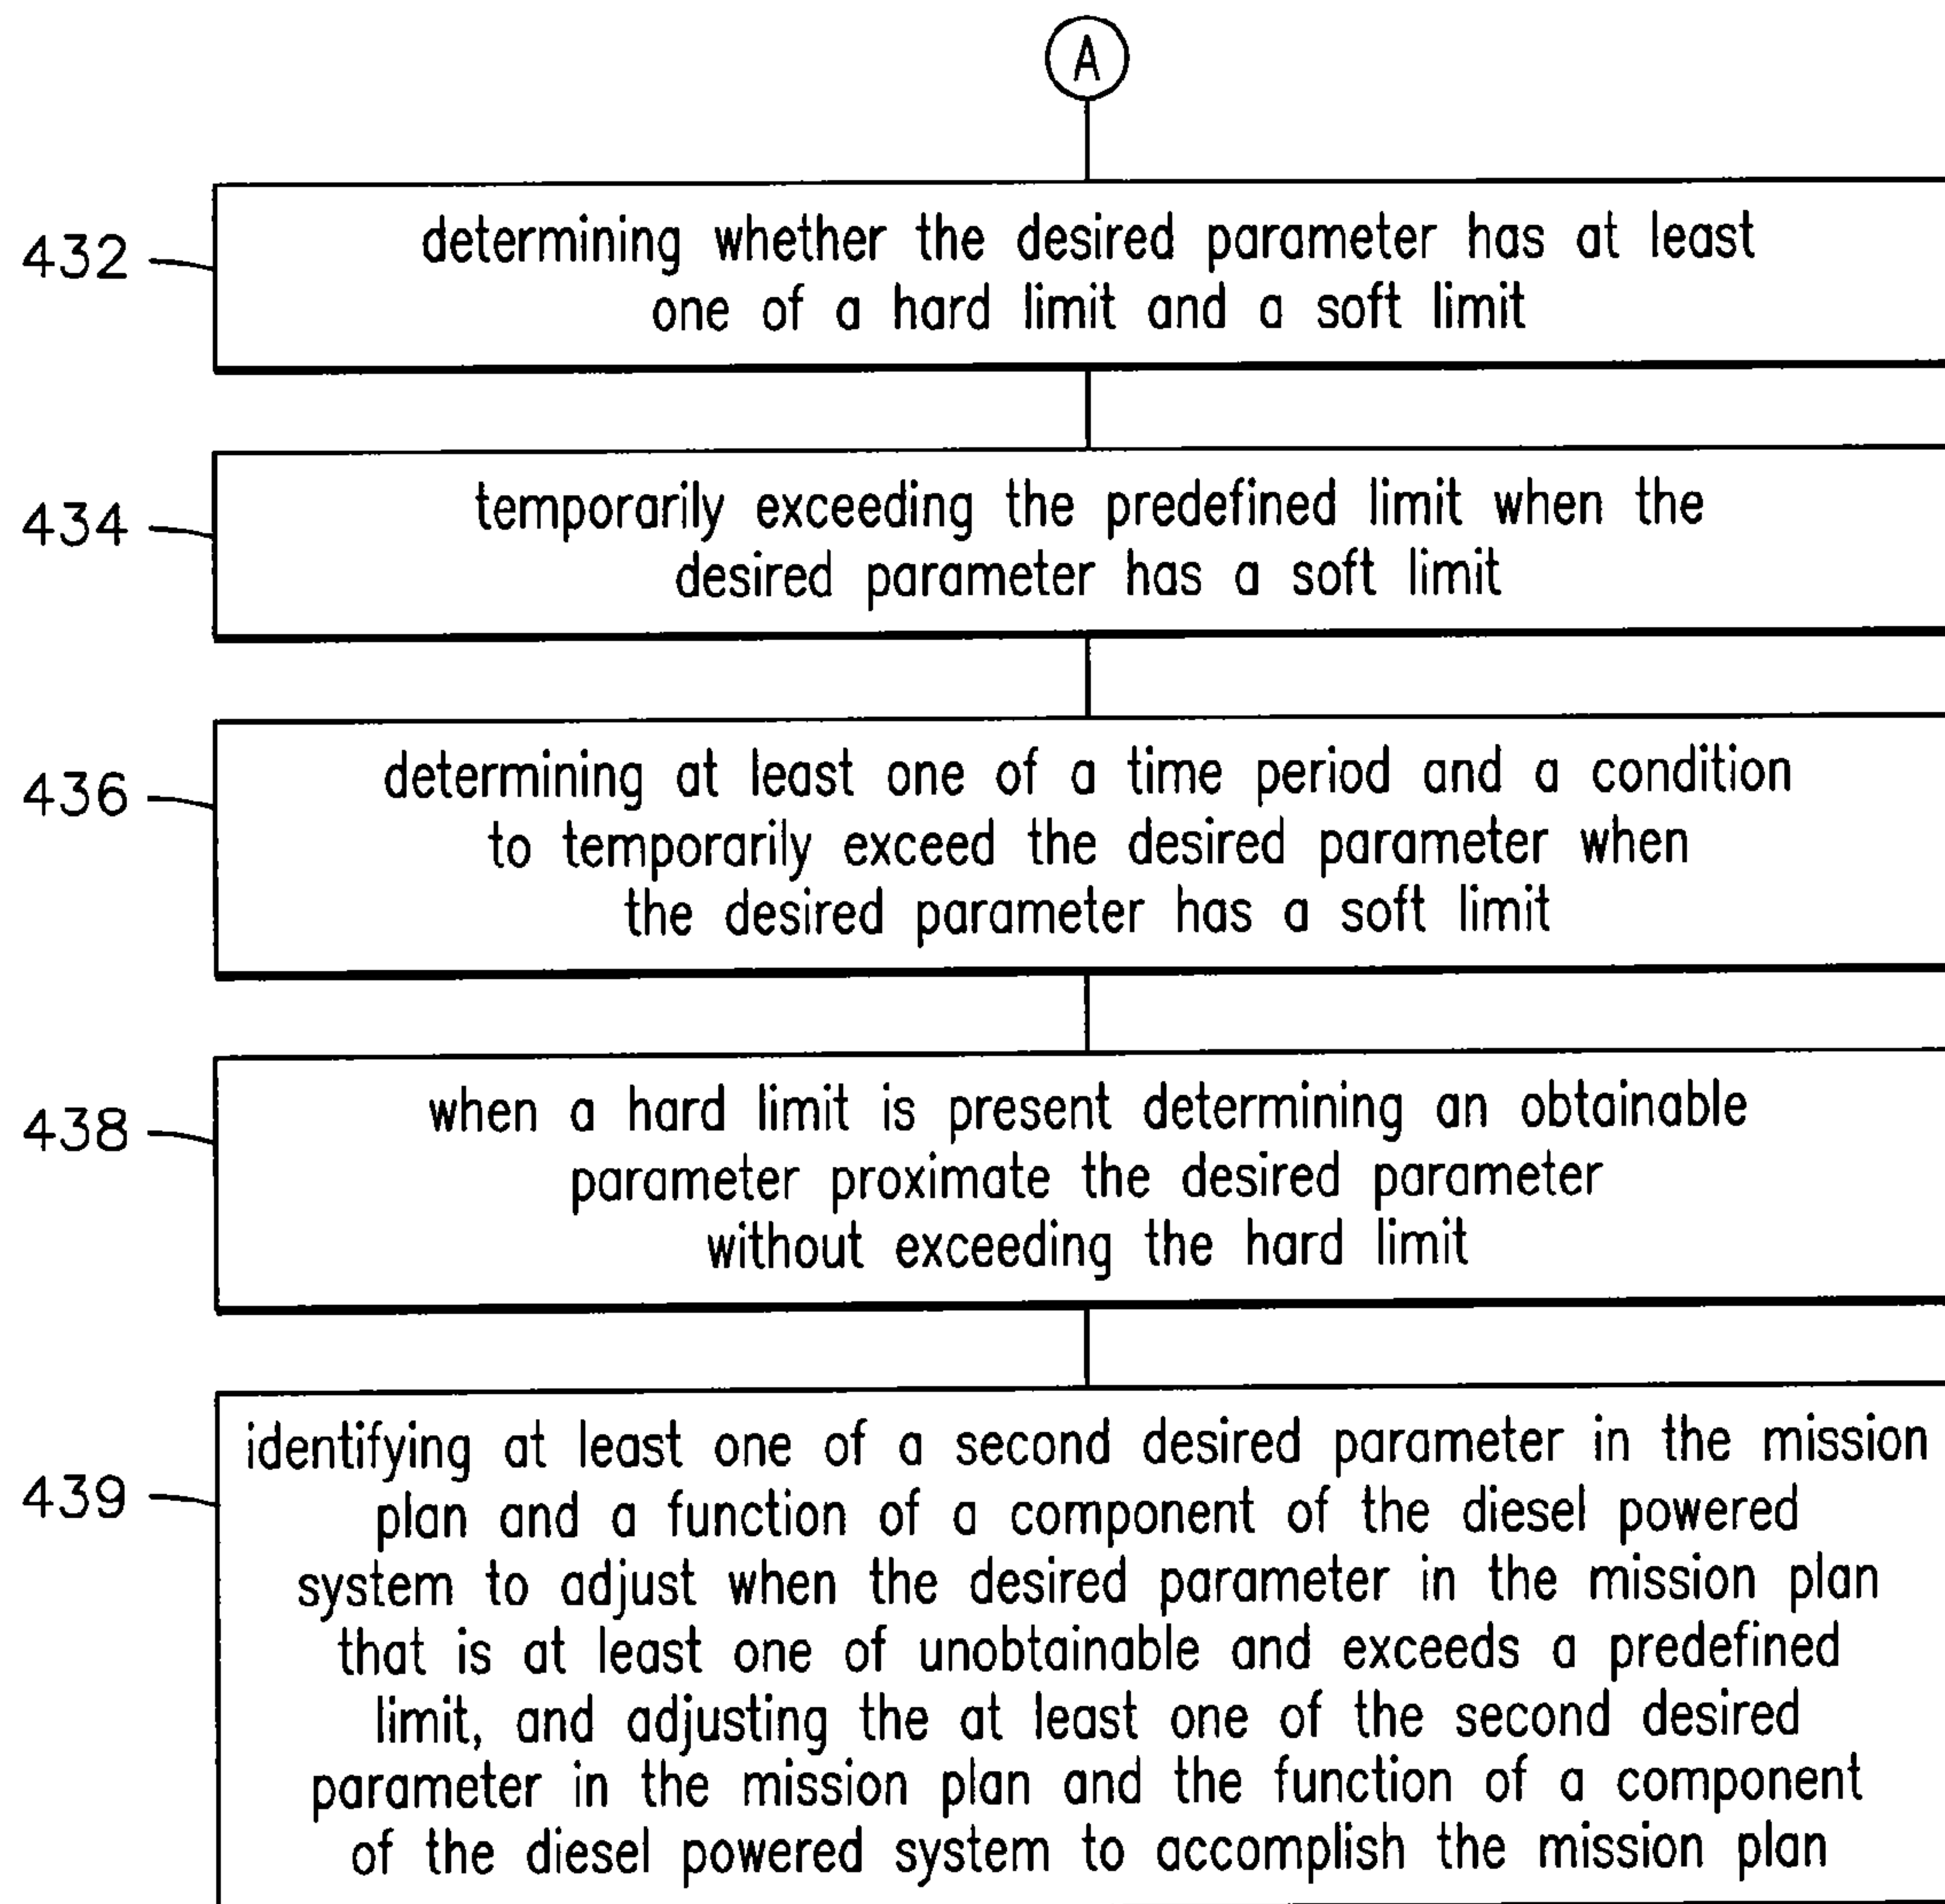 A
432
determining whether the desired parameter has at least
one of a hard limit and a soft limit
434
temporarily exceeding the predefined limit when the
desired parameter has a soft limit
436
determining at least one of a time period and a condition
to temporarily exceed the desired parameter when
the desired parameter has a soft limit
438
when a hard limit is present determining an obtainable
parameter proximate the desired parameter
without exceeding the hard limit
439
identifying at least one of a second desired parameter in the mission
plan and a function of a component of the diesel powered
system to adjust when the desired parameter in the mission plan
that is at least one of unobtainable and exceeds a predefined
limit, and adjusting the at least one of the second desired
parameter in the mission plan and the function of a component
of the diesel powered system to accomplish the mission plan